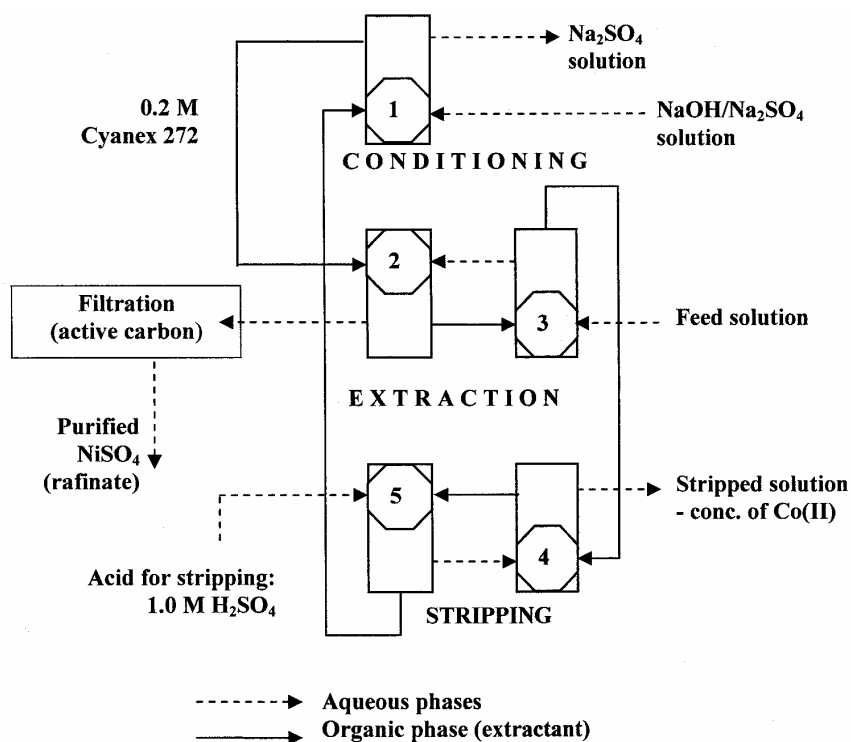 Na₂SO₄
solution
0.2 M
Cyanex 272
1
NaOH/Na₂SO₄
solution
CONDITIONING
2
Filtration
(active carbon)
3
Feed solution
EXTRACTION
Purified
NiSO₄
(rafinate)
5
Stripped solution
- conc. of Co(II)
4
Acid for stripping:
1.0 M H₂SO₄
STRIPPING
Aqueous phases
Organic phase (extractant)